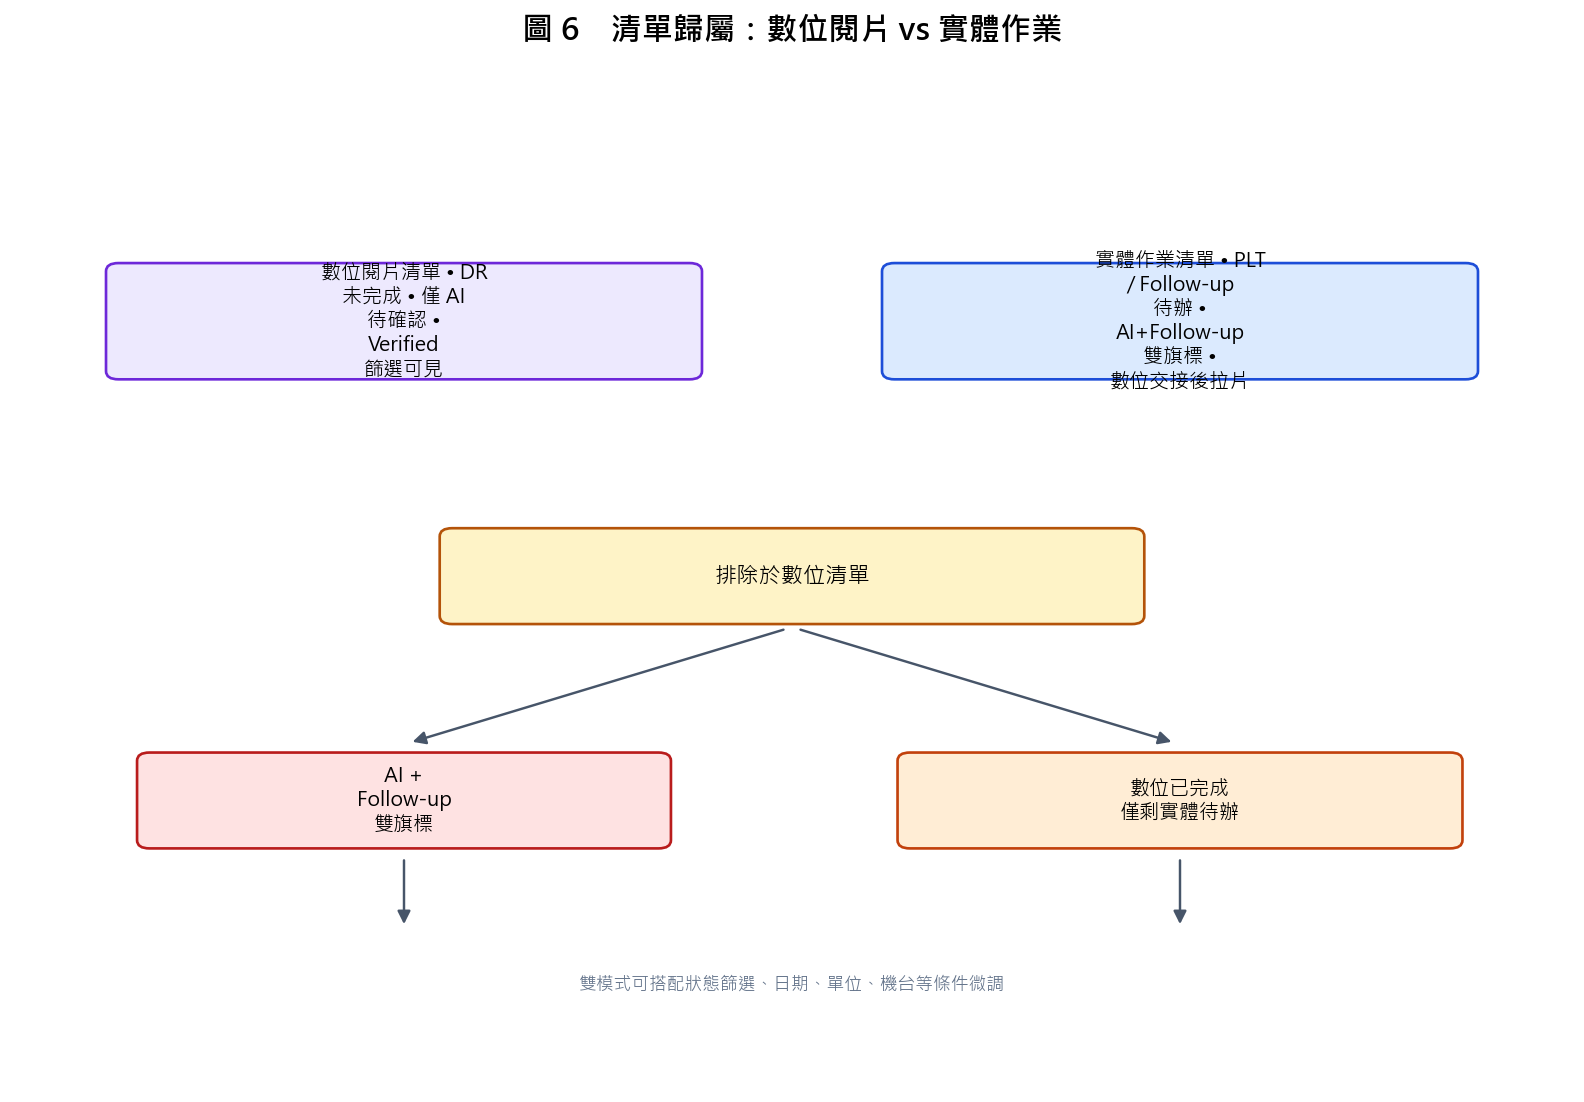 圖 6　清單歸屬：數位閱片 vs 實體作業
數位閱片清單 • DR
未完成 • 僅 AI
待確認 •
Verified
篩選可見
實體作業清單 • PLT
/ Follow-up
待辦 •
AI+Follow-up
雙旗標 •
數位交接後拉片
排除於數位清單
AI +
Follow-up
雙旗標
數位已完成
僅剩實體待辦
雙模式可搭配狀態篩選、日期、單位、機台等條件微調